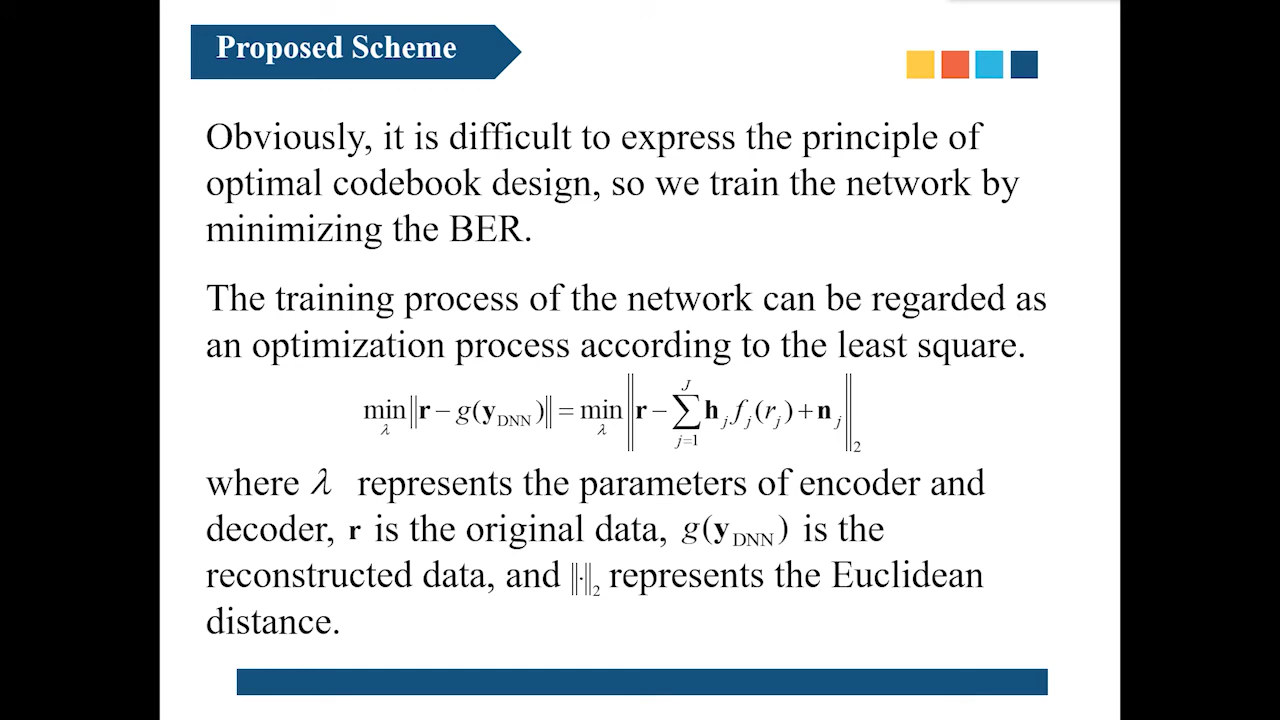 Proposed Scheme
Obviously, it is difficult to express the principle of
optimal codebook design, so we train the network by
minimizing the BER.
The training process of the network can be regarded as
an optimization process according to the least square.
min_λ ‖r − g(y_DNN)‖ = min_λ ‖r − ∑_{j=1}^{J} h_j f_j(r_j) + n_j‖_2
where λ represents the parameters of encoder and
decoder, r is the original data, g(y_DNN) is the
reconstructed data, and ‖·‖_2 represents the Euclidean
distance.